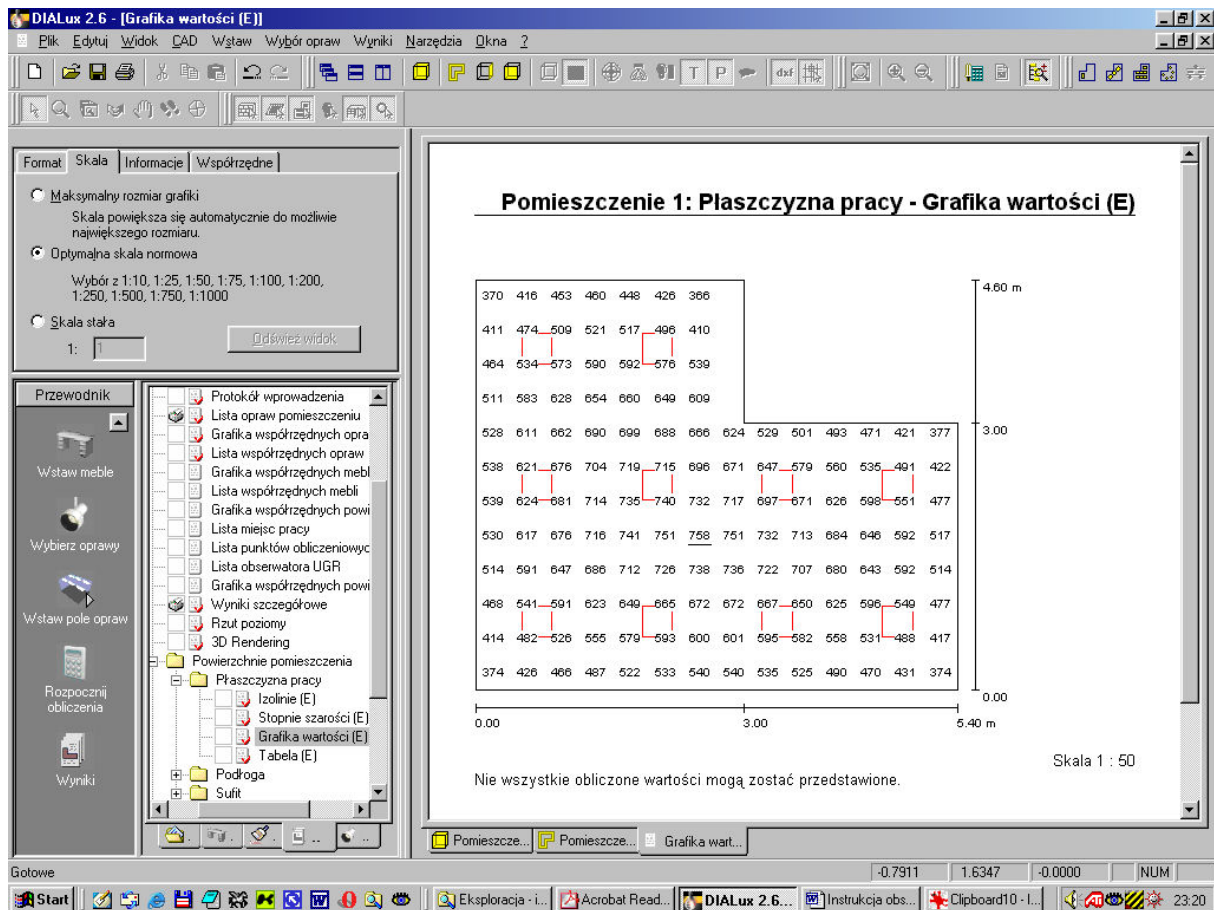 DIALux 2.6 - [Grafika wartości (E)]
Plik Edytuj Widok CAD Wstaw Wybór opraw Wyniki Narzędzia Okna ?
T P dxf
Format Skala Informacje Współrzędne
Maksymalny rozmiar grafiki
Skala powiększa się automatycznie do możliwie
największego rozmiaru.
Optymalna skala normowa
Wybór z 1:10, 1:25, 1:50, 1:75, 1:100, 1:200,
1:250, 1:500, 1:750, 1:1000
Skala stała
1: 1
Odśwież widok
Przewodnik
Wstaw meble
Wybierz oprawy
Wstaw pole opraw
Rozpocznij
obliczenia
Wyniki
Protokół wprowadzenia
Lista opraw pomieszczeniu
Grafika współrzędnych opra
Lista współrzędnych opraw
Grafika współrzędnych mebl
Lista współrzędnych mebli
Grafika współrzędnych powi
Lista miejsc pracy
Lista punktów obliczeniowyc
Lista obserwatora UGR
Grafika współrzędnych powi
Wyniki szczegółowe
Rzut poziomy
3D Rendering
Powierzchnie pomieszczenia
Płaszczyzna pracy
Izolinie (E)
Stopnie szarości (E)
Grafika wartości (E)
Tabela (E)
Podłoga
Sufit
Pomieszczenie 1: Płaszczyzna pracy - Grafika wartości (E)
4.60 m
370 416 453 460 448 426 366
411 474 509 521 517 496 410
464 534 573 590 592 576 539
511 583 628 654 660 649 609
528 611 662 690 699 688 666 624 529 501 493 471 421 377 3.00
538 621 676 704 719 715 696 671 647 579 560 535 491 422
539 624 681 714 735 740 732 717 697 671 626 598 551 477
530 617 676 716 741 751 758 751 732 713 684 646 592 517
514 591 647 686 712 726 738 736 722 707 680 643 592 514
468 541 591 623 649 665 672 672 667 650 625 596 549 477
414 482 526 555 579 593 600 601 595 582 558 531 488 417
374 426 466 487 522 533 540 540 535 525 490 470 431 374
0.00
0.00 3.00 5.40 m
Skala 1 : 50
Nie wszystkie obliczone wartości mogą zostać przedstawione.
Pomieszcze... Pomieszcze... Grafika wart...
Gotowe -0.7911 1.6347 -0.0000 NUM
Start Eksploracja - i... Acrobat Read... DIALux 2.6... Instrukcja obs... Clipboard10 - I... 23:20